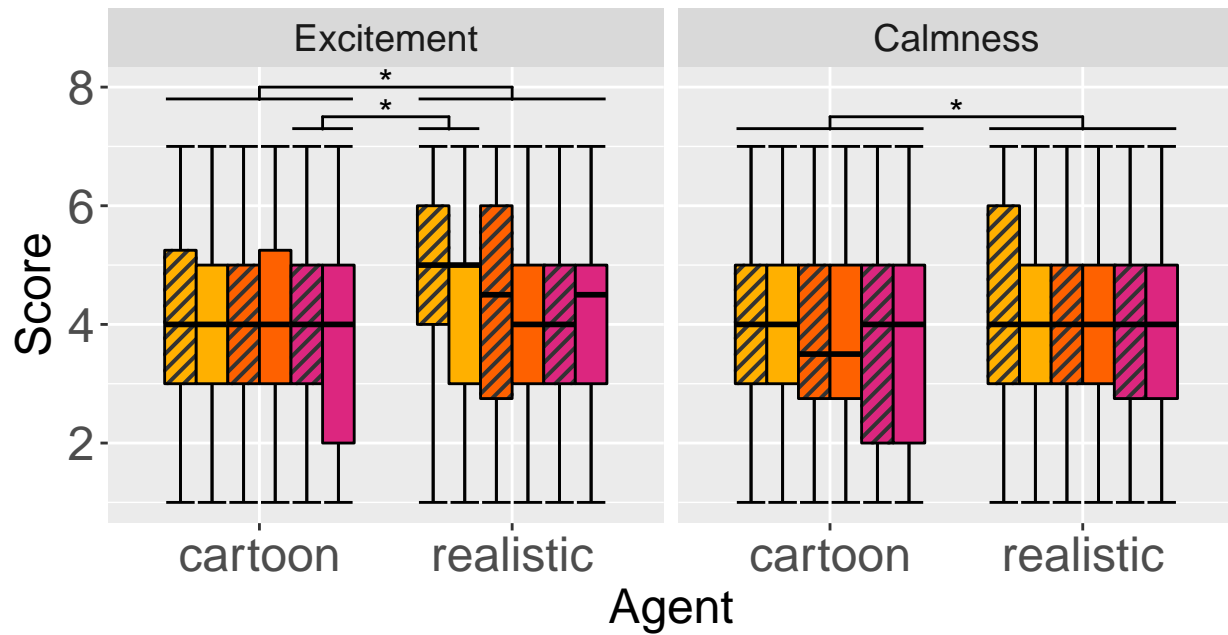 Excitement
Calmness
Score
8
6
4
2
*
*
*
cartoon
realistic
cartoon
realistic
Agent